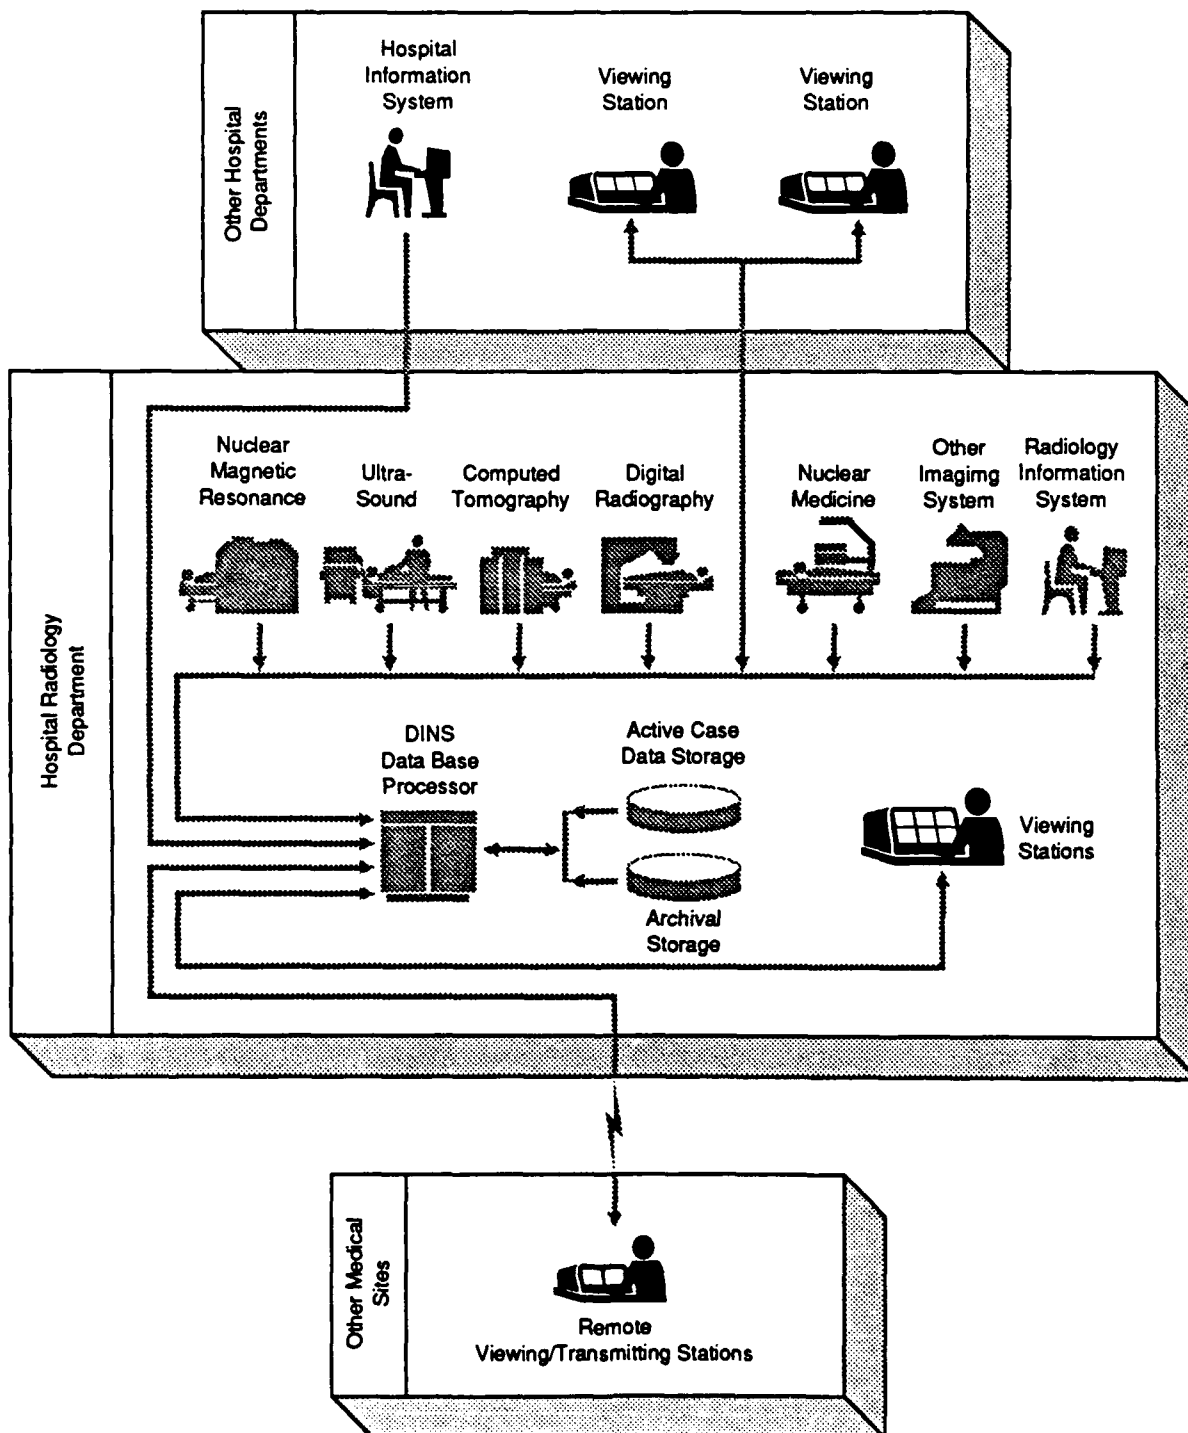 Other Hospital
Departments
Hospital
Information
System
Viewing
Station
Viewing
Station
Hospital Radiology
Department
Nuclear
Magnetic
Resonance
Ultra-
Sound
Computed
Tomography
Digital
Radiography
Nuclear
Medicine
Other
Imagimg
System
Radiology
Information
System
DINS
Data Base
Processor
Active Case
Data Storage
Archival
Storage
Viewing
Stations
Other Medical
Sites
Remote
Viewing/Transmitting Stations